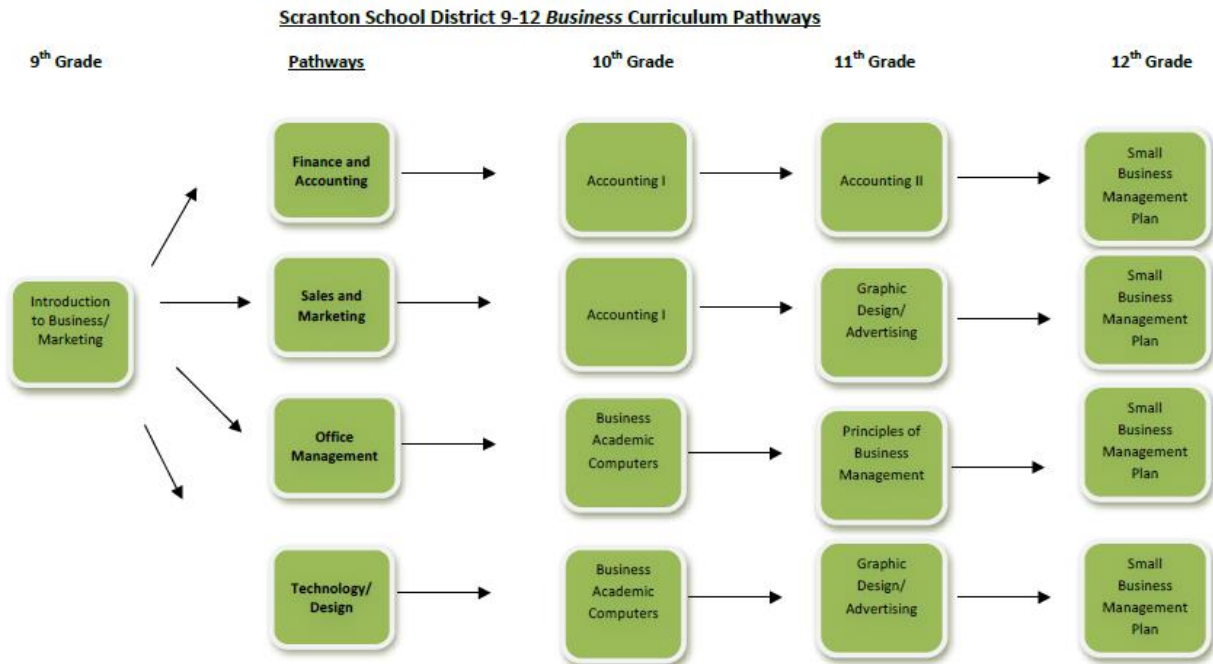 Scranton School District 9-12 Business Curriculum Pathways
9th Grade
Pathways
10th Grade
11th Grade
12th Grade
Introduction
to Business/
Marketing
Finance and
Accounting
Accounting I
Accounting II
Small
Business
Management
Plan
Sales and
Marketing
Accounting I
Graphic
Design/
Advertising
Small
Business
Management
Plan
Office
Management
Business
Academic
Computers
Principles of
Business
Management
Small
Business
Management
Plan
Technology/
Design
Business
Academic
Computers
Graphic
Design/
Advertising
Small
Business
Management
Plan